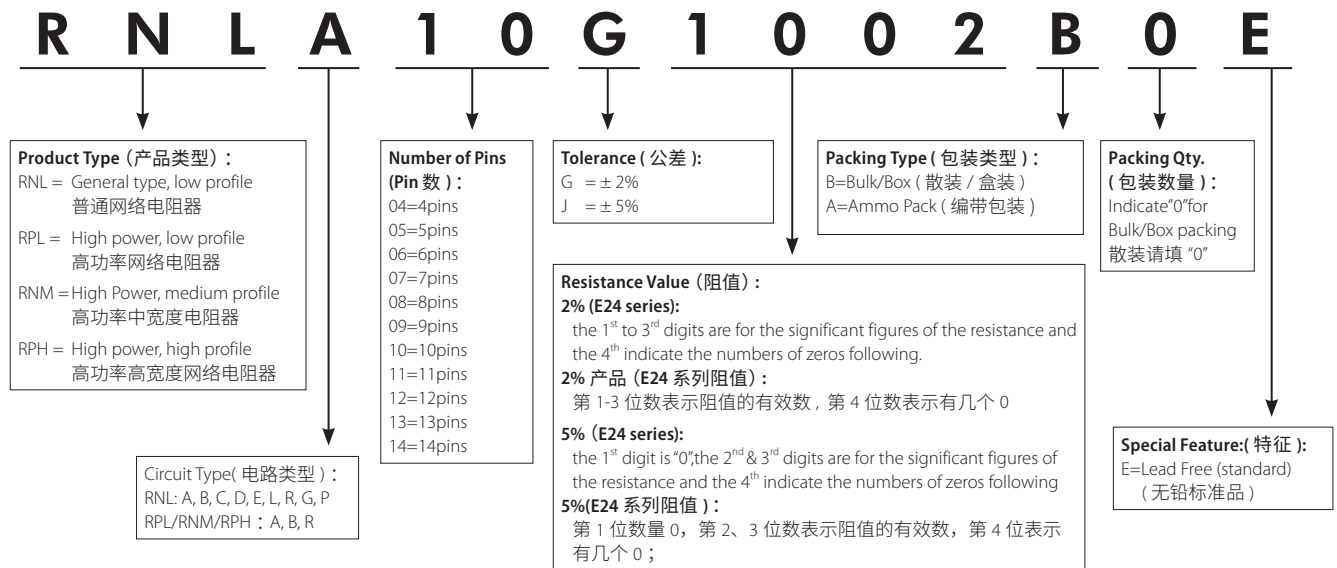 R N L A 1 0 G 1 0 0 2 B 0 E
Product Type（产品类型）：
RNL = General type, low profile
普通网络电阻器
RPL = High power, low profile
高功率网络电阻器
RNM = High Power, medium profile
高功率中宽度电阻器
RPH = High power, high profile
高功率高宽度网络电阻器
Circuit Type( 电路类型 )：
RNL: A, B, C, D, E, L, R, G, P
RPL/RNM/RPH：A, B, R
Number of Pins
(Pin 数 )：
04=4pins
05=5pins
06=6pins
07=7pins
08=8pins
09=9pins
10=10pins
11=11pins
12=12pins
13=13pins
14=14pins
Tolerance ( 公差 ):
G = ± 2%
J = ± 5%
Resistance Value（阻值）:
2% (E24 series):
the 1st to 3rd digits are for the significant figures of the resistance and
the 4th indicate the numbers of zeros following.
2% 产品（E24 系列阻值）:
第 1-3 位数表示阻值的有效数 , 第 4 位数表示有几个 0
5%（E24 series):
the 1st digit is "0",the 2nd & 3rd digits are for the significant figures of
the resistance and the 4th indicate the numbers of zeros following
5%(E24 系列阻值 )：
第 1 位数量 0，第 2、3 位数表示阻值的有效数，第 4 位表示
有几个 0；
Packing Type ( 包装类型 )：
B=Bulk/Box ( 散装 / 盒装 )
A=Ammo Pack ( 编带包装 )
Packing Qty.
( 包装数量 )：
Indicate"0"for
Bulk/Box packing
散装请填 "0"
Special Feature:( 特征 ):
E=Lead Free (standard)
( 无铅标准品 )